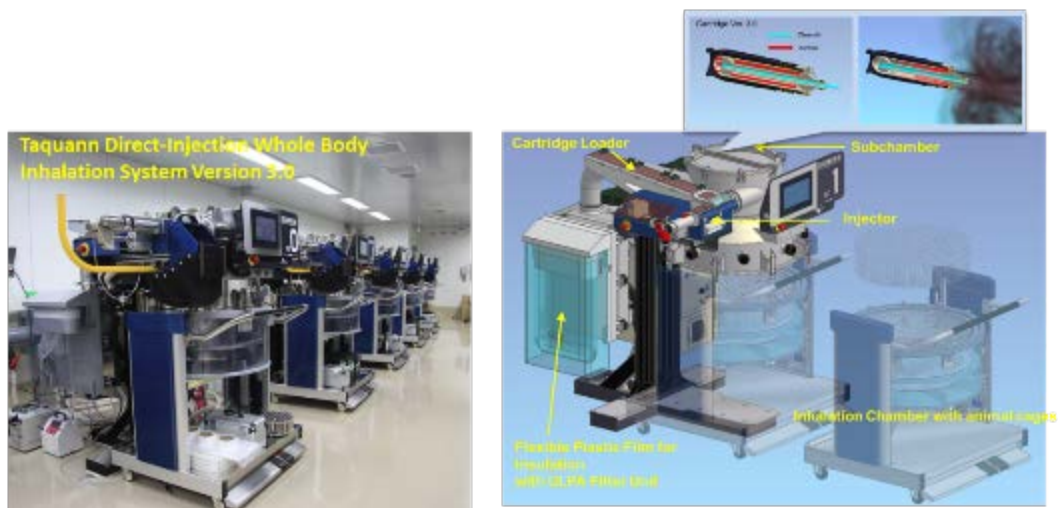 Cartridge Ver. 3.0
Taquann Direct-Injection Whole Body
Inhalation System Version 3.0
Cartridge Loader
Subchamber
Injector
Inhalation Chamber with animal cages
Flexible Plastic Film for
Insulation
with ULPA Filter Unit